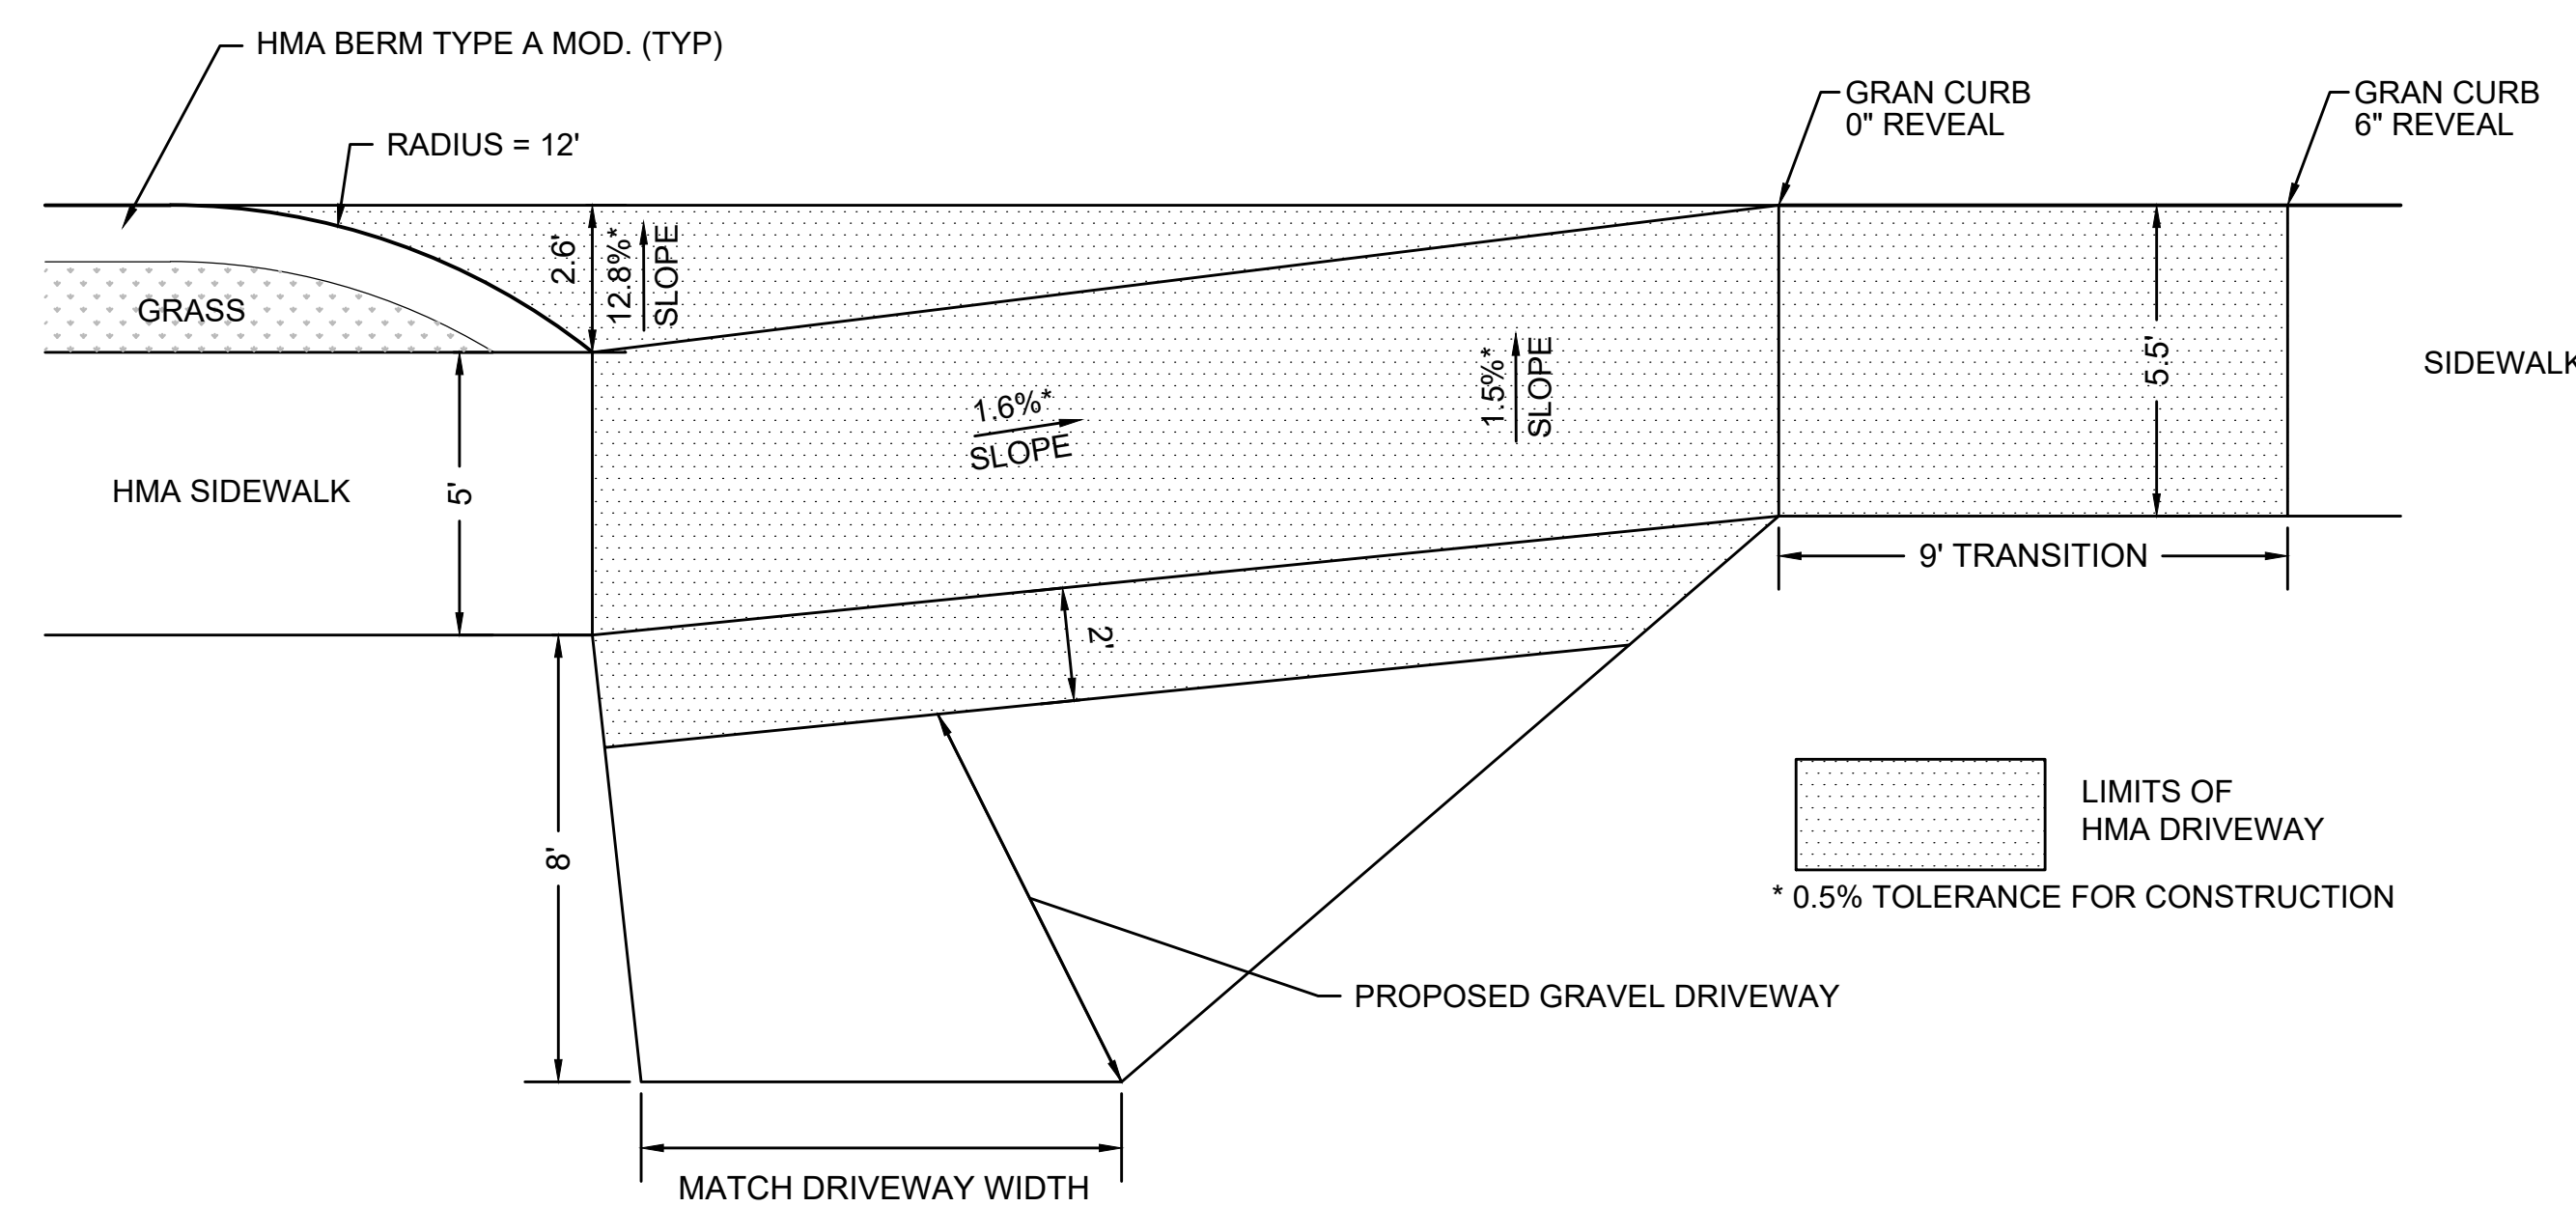 HMA BERM TYPE A MOD. (TYP)
RADIUS = 12'
GRAN CURB
0" REVEAL
GRAN CURB
6" REVEAL
2.6'
12.8%*
SLOPE
GRASS
1.5%*
SLOPE
5.5'
SIDEWALK
1.6%*
SLOPE
HMA SIDEWALK
5'
9' TRANSITION
2'
LIMITS OF
HMA DRIVEWAY
8'
* 0.5% TOLERANCE FOR CONSTRUCTION
PROPOSED GRAVEL DRIVEWAY
MATCH DRIVEWAY WIDTH